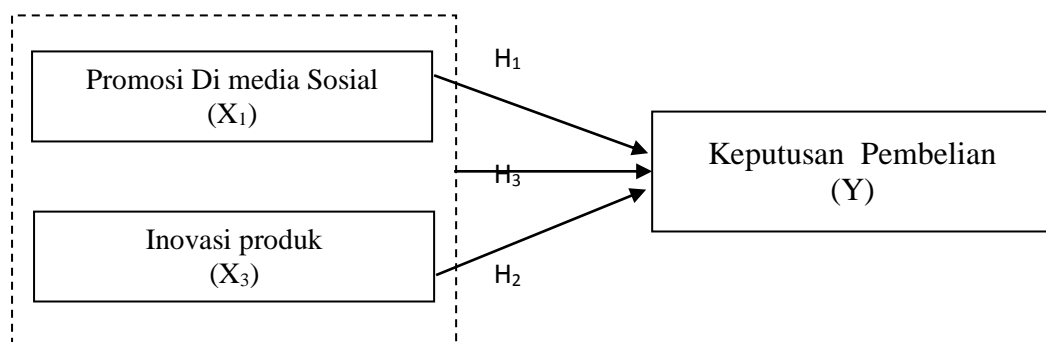 H₁
Promosi Di media Sosial
(X₁)
Keputusan Pembelian
(Y)
H₃
Inovasi produk
(X₃)
H₂